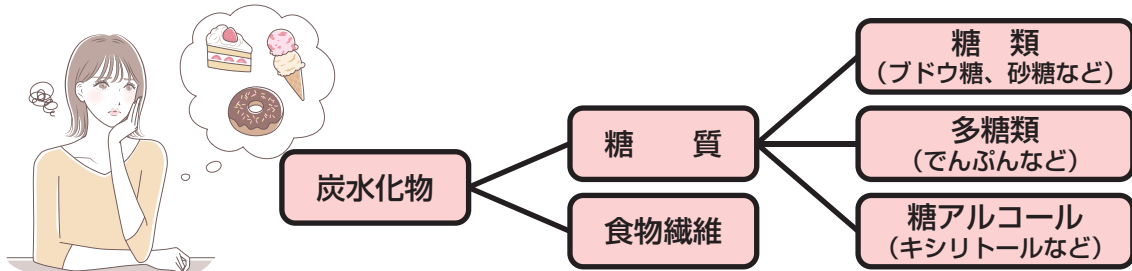 炭水化物
糖　　質
食物繊維
糖　類
（ブドウ糖、砂糖など）
多糖類
（でんぷんなど）
糖アルコール
（キシリトールなど）